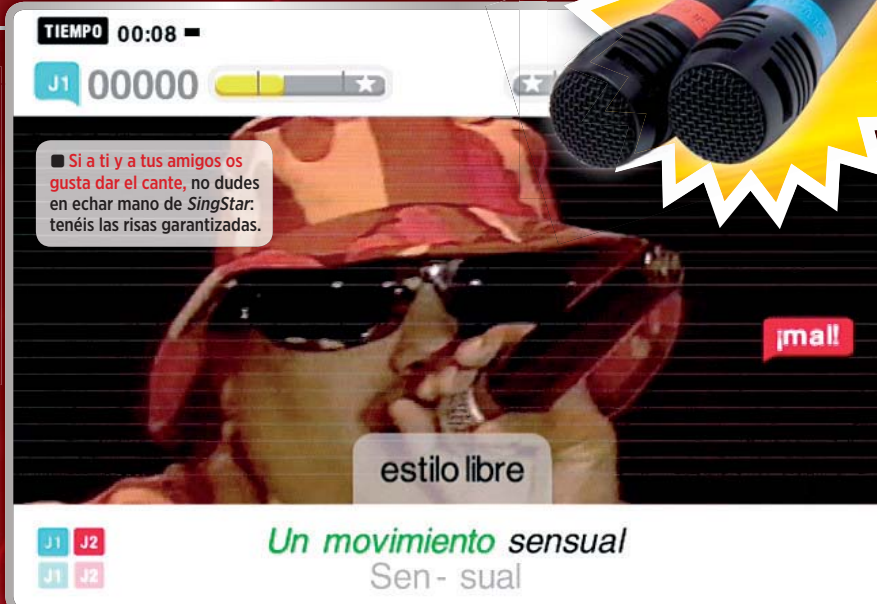 TIEMPO 00:08
J1 00000
Si a ti y a tus amigos os
gusta dar el cante, no dudes
en echar mano de SingStar:
tenéis las risas garantizadas.
¡mal!
estilo libre
J1 J2
Un movimiento sensual
J1 J2
Sen- sual